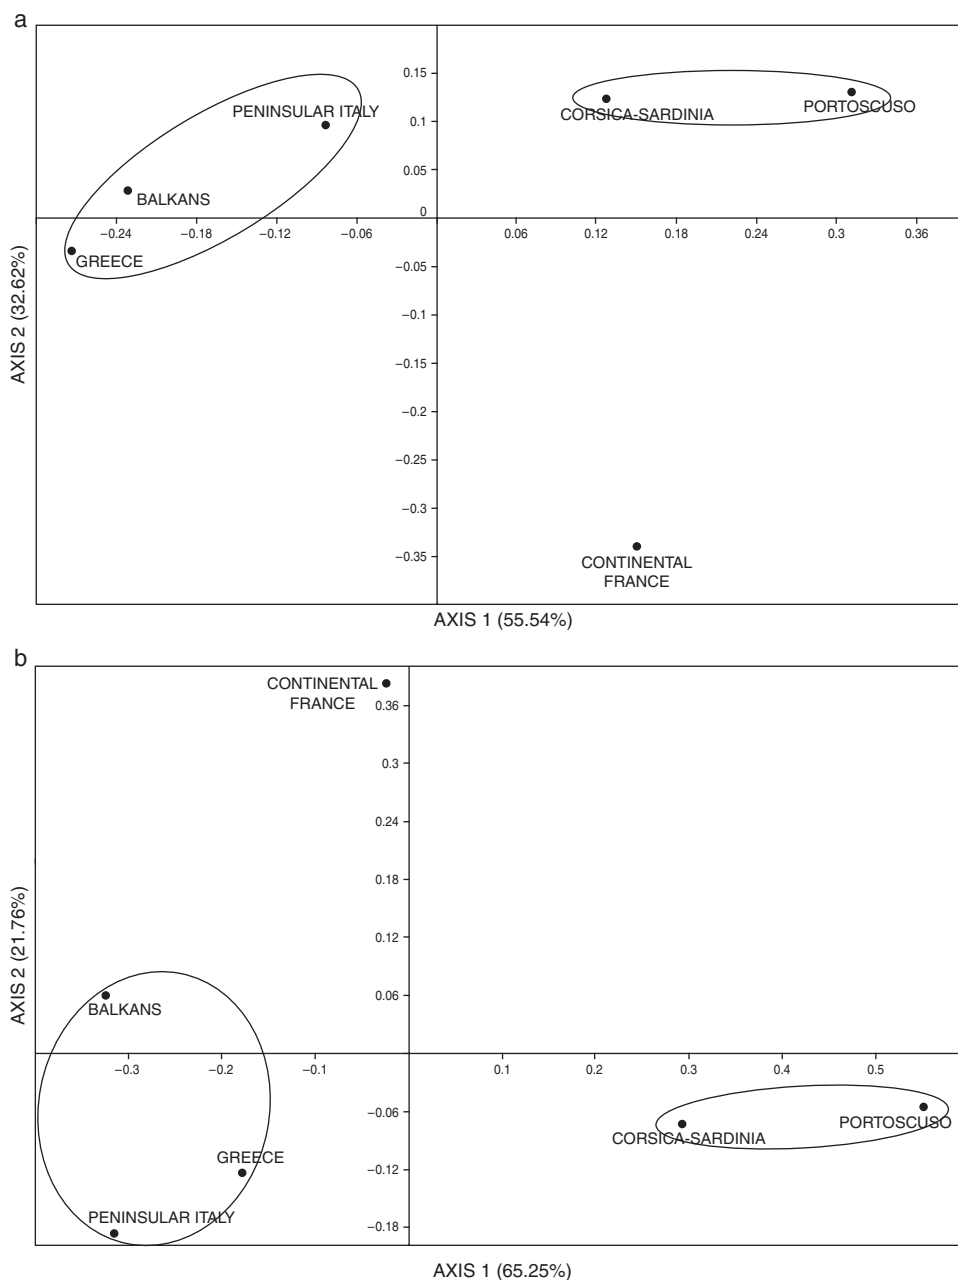 a
0.15
PENINSULAR ITALY
CORSICA-SARDINIA
PORTOSCUSO
0.1
0.05
BALKANS
0
−0.24 −0.18 −0.12 −0.06 0.06 0.12 0.18 0.24 0.3 0.36
GREECE
−0.05
−0.1
−0.15
−0.2
−0.25
−0.3
−0.35
CONTINENTAL
FRANCE
AXIS 2 (32.62%)
AXIS 1 (55.54%)
b
CONTINENTAL
FRANCE
0.36
0.3
0.24
0.18
0.12
0.06
BALKANS
−0.3 −0.2 −0.1 0.1 0.2 0.3 0.4 0.5
−0.06
PORTOSCUSO
CORSICA-SARDINIA
GREECE
−0.12
PENINSULAR ITALY
−0.18
AXIS 2 (21.76%)
AXIS 1 (65.25%)